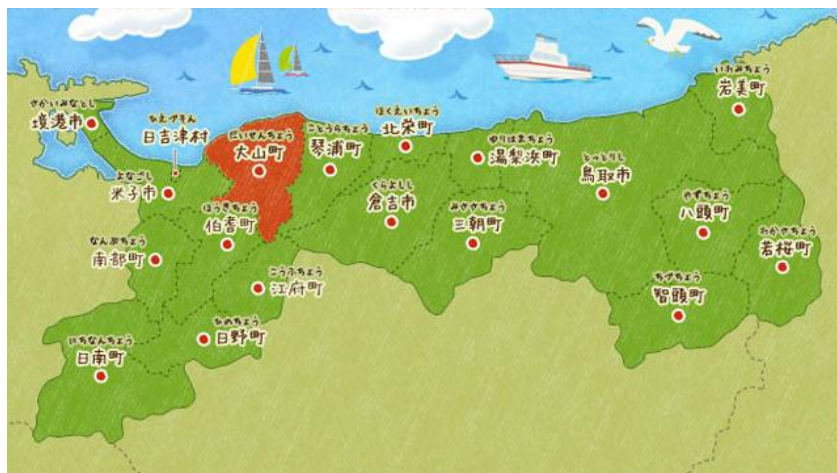 いわみちょう
岩美町
さかいみなとし
境港市
ひえづそん
日吉津村
だいせんちょう
大山町
ことうらちょう
琴浦町
ほくえいちょう
北栄町
ゆりはまちょう
湯梨浜町
とっとりし
鳥取市
よなごし
米子市
ほうきちょう
伯耆町
くらよしし
倉吉市
みささちょう
三朝町
やずちょう
八頭町
わかさちょう
若桜町
なんぶちょう
南部町
こうふちょう
江府町
ちづちょう
智頭町
ひのちょう
日野町
にちなんちょう
日南町